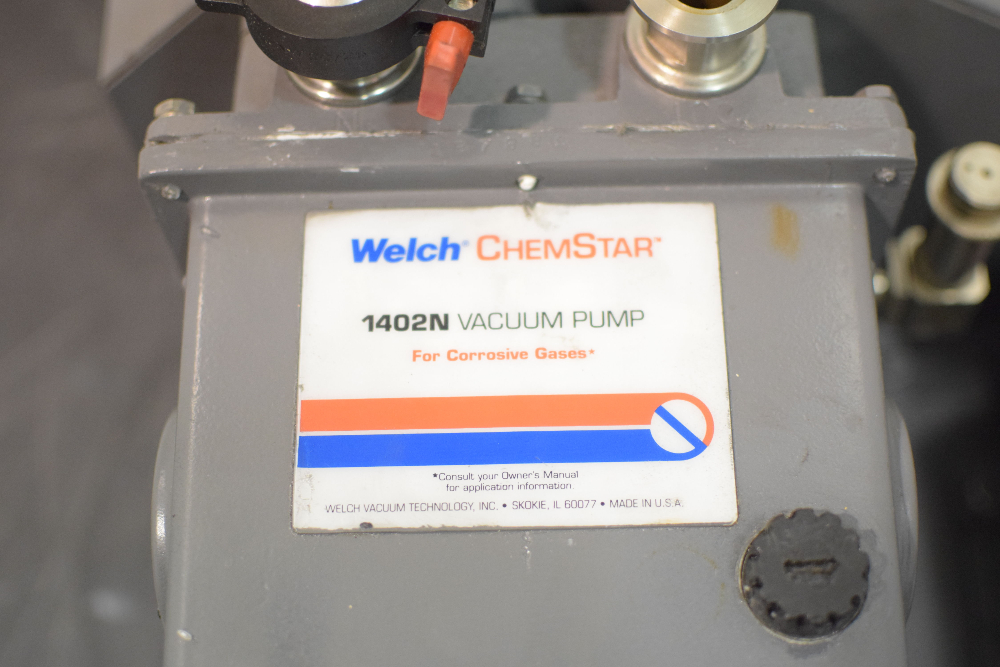 Welch® CHEMSTAR™
1402N VACUUM PUMP
For Corrosive Gases*
*Consult your Owner's Manual
for application information.
WELCH VACUUM TECHNOLOGY, INC. • SKOKIE, IL 60077 • MADE IN U.S.A.